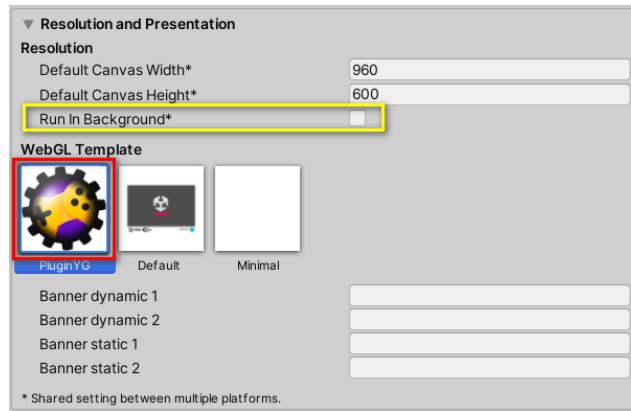 Resolution and Presentation
Resolution
Default Canvas Width* 960
Default Canvas Height* 600
Run In Background*
WebGL Template
PluginYG Default Minimal
Banner dynamic 1
Banner dynamic 2
Banner static 1
Banner static 2
* Shared setting between multiple platforms.